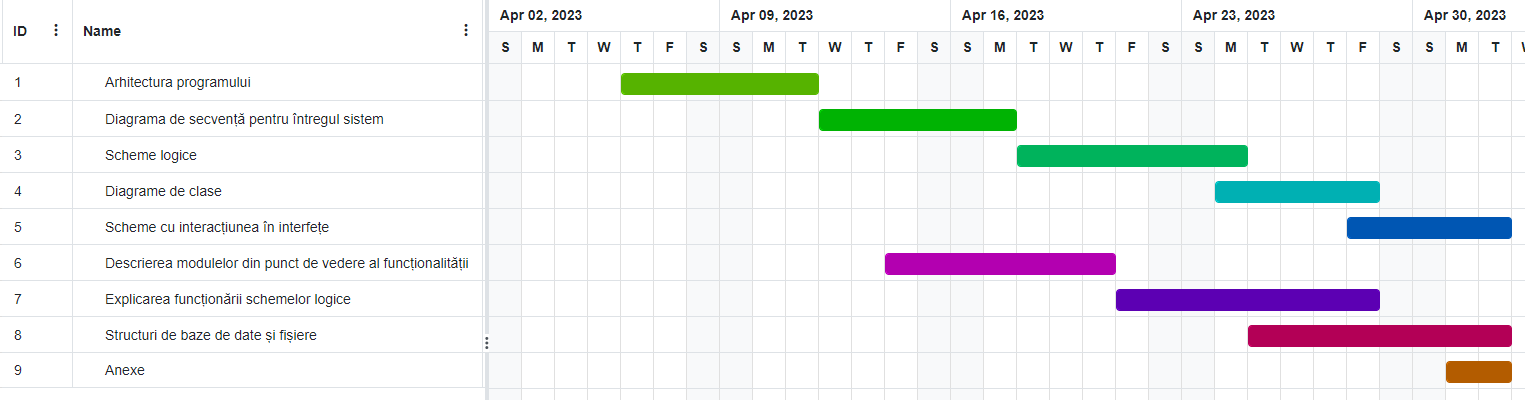 ID Name Apr 02, 2023 Apr 09, 2023 Apr 16, 2023 Apr 23, 2023 Apr 30, 2023
S M T W T F S S M T W T F S S M T W T F S S M T W T F S S M T W
1 Arhitectura programului
2 Diagrama de secvență pentru întregul sistem
3 Scheme logice
4 Diagrame de clase
5 Scheme cu interacțiunea în interfețe
6 Descrierea modulelor din punct de vedere al funcționalității
7 Explicarea funcționării schemelor logice
8 Structuri de baze de date și fișiere
9 Anexe